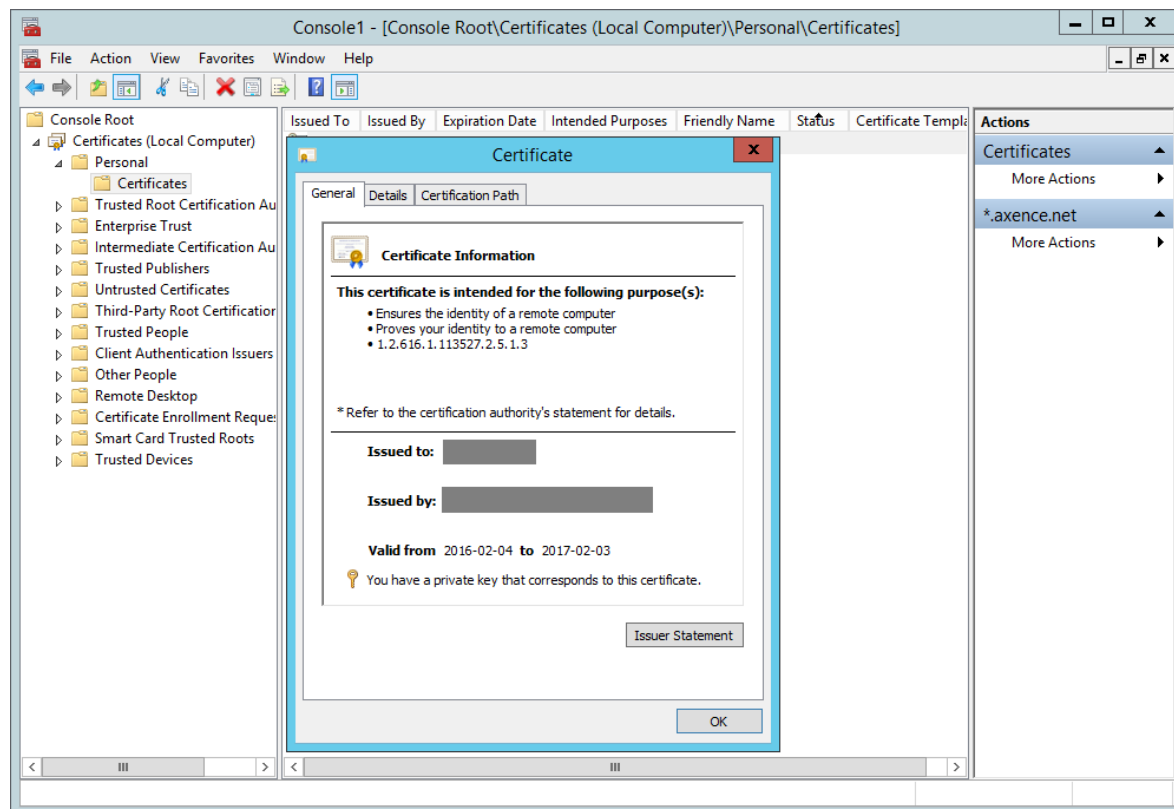 Console1 - [Console Root\Certificates (Local Computer)\Personal\Certificates]
File Action View Favorites Window Help
Console Root
Certificates (Local Computer)
Personal
Certificates
Trusted Root Certification Au
Enterprise Trust
Intermediate Certification Au
Trusted Publishers
Untrusted Certificates
Third-Party Root Certification
Trusted People
Client Authentication Issuers
Other People
Remote Desktop
Certificate Enrollment Reques
Smart Card Trusted Roots
Trusted Devices
Issued To Issued By Expiration Date Intended Purposes Friendly Name Status Certificate Templa
Certificate
General Details Certification Path
Certificate Information
This certificate is intended for the following purpose(s):
• Ensures the identity of a remote computer
• Proves your identity to a remote computer
• 1.2.616.1.113527.2.5.1.3
* Refer to the certification authority's statement for details.
Issued to:
Issued by:
Valid from 2016-02-04 to 2017-02-03
You have a private key that corresponds to this certificate.
Issuer Statement
OK
Actions
Certificates
More Actions
*.axence.net
More Actions